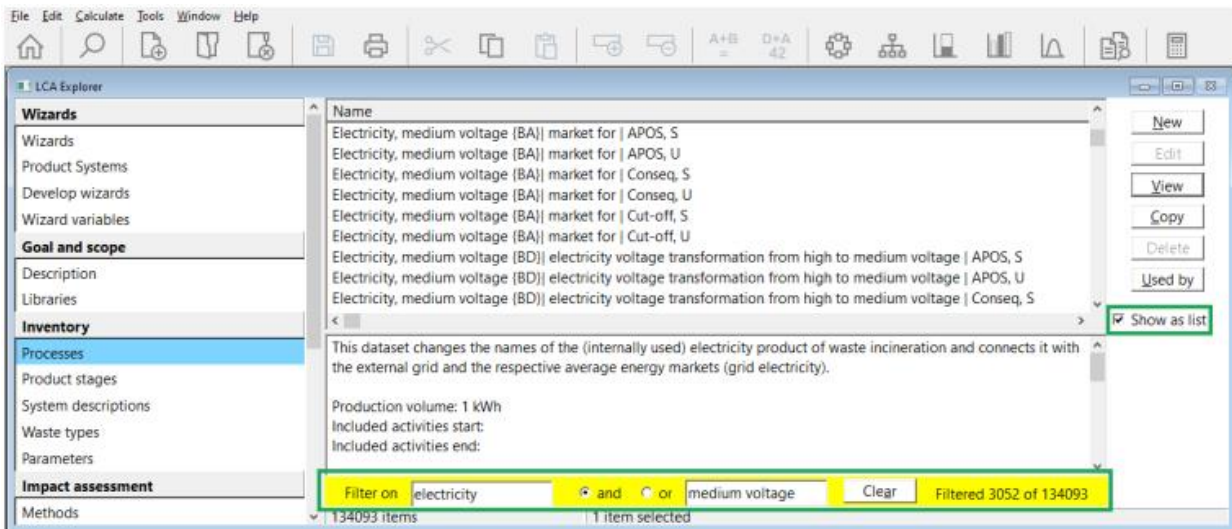 File Edit Calculate Tools Window Help
A+B
=
D+A
42
LCA Explorer
Wizards
Wizards
Product Systems
Develop wizards
Wizard variables
Goal and scope
Description
Libraries
Inventory
Processes
Product stages
System descriptions
Waste types
Parameters
Impact assessment
Methods
Name
Electricity, medium voltage {BA}| market for | APOS, S
Electricity, medium voltage {BA}| market for | APOS, U
Electricity, medium voltage {BA}| market for | Conseq, S
Electricity, medium voltage {BA}| market for | Conseq, U
Electricity, medium voltage {BA}| market for | Cut-off, S
Electricity, medium voltage {BA}| market for | Cut-off, U
Electricity, medium voltage {BD}| electricity voltage transformation from high to medium voltage | APOS, S
Electricity, medium voltage {BD}| electricity voltage transformation from high to medium voltage | APOS, U
Electricity, medium voltage {BD}| electricity voltage transformation from high to medium voltage | Conseq, S
This dataset changes the names of the (internally used) electricity product of waste incineration and connects it with
the external grid and the respective average energy markets (grid electricity).
Production volume: 1 kWh
Included activities start:
Included activities end:
Filter on electricity and or medium voltage Clear Filtered 3052 of 134093
134093 items 1 item selected
New
Edit
View
Copy
Delete
Used by
Show as list